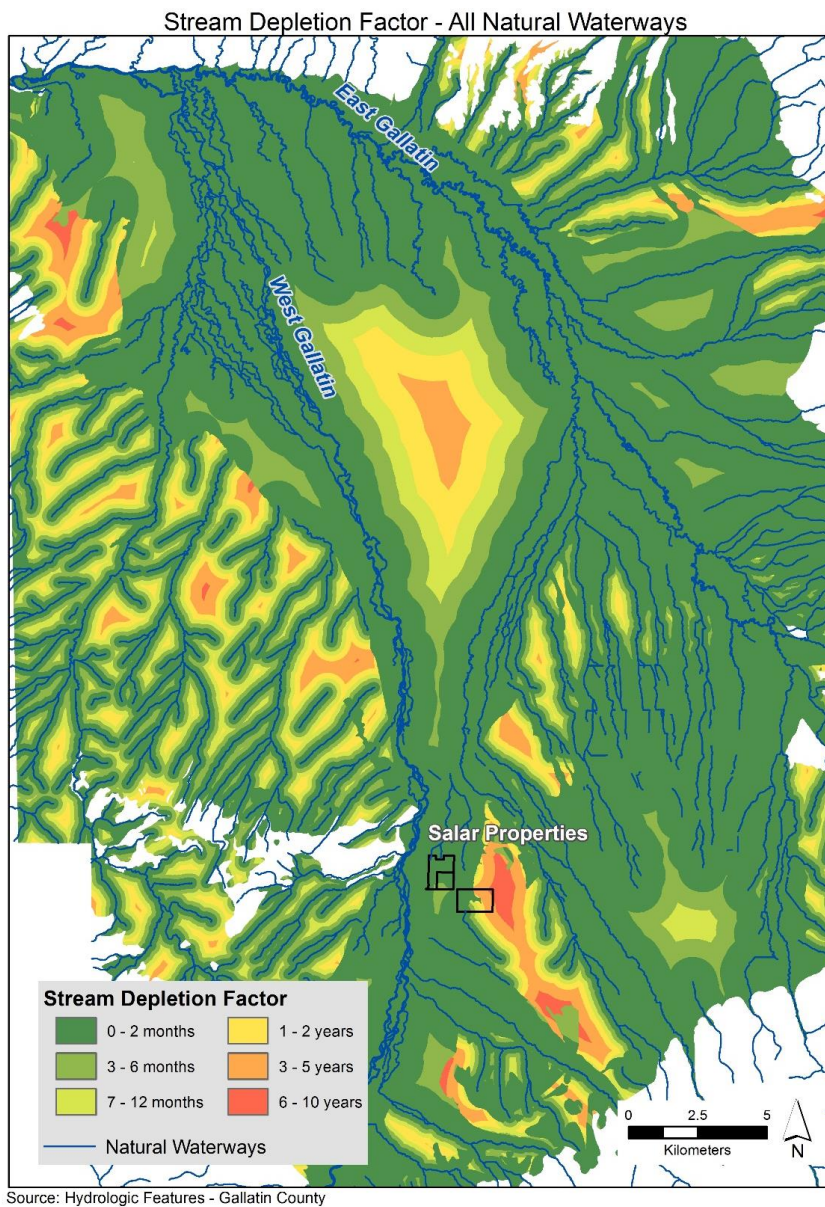 Stream Depletion Factor - All Natural Waterways
East Gallatin
West Gallatin
Salar Properties
Stream Depletion Factor
0 - 2 months
1 - 2 years
3 - 6 months
3 - 5 years
7 - 12 months
6 - 10 years
Natural Waterways
0 2.5 5
Kilometers
N
Source: Hydrologic Features - Gallatin County